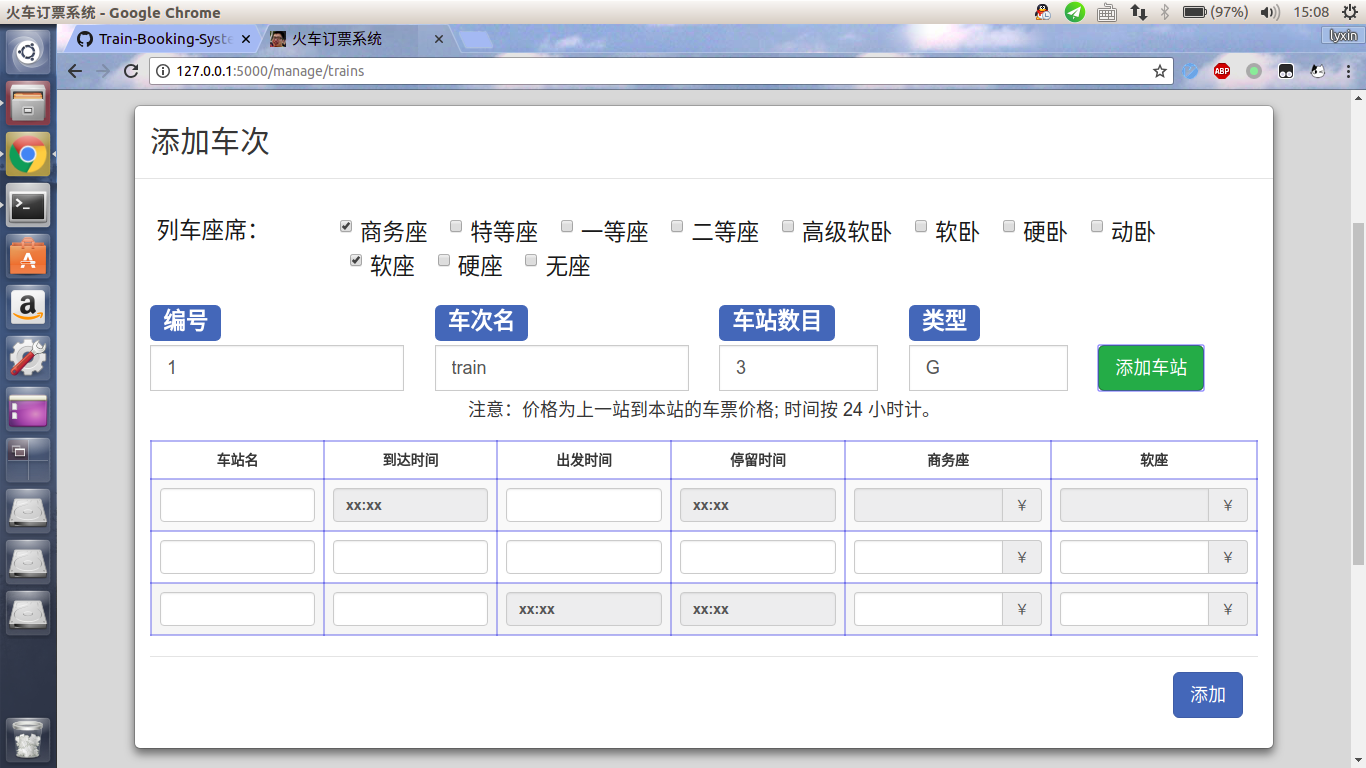 火车订票系统 - Google Chrome
(97%) 15:08
Train-Booking-Syste
火车订票系统
lyxin
127.0.0.1:5000/manage/trains
ABP
添加车次
列车座席：
商务座 特等座 一等座 二等座 高级软卧 软卧 硬卧 动卧
软座 硬座 无座
编号 车次名 车站数目 类型
1 train 3 G 添加车站
注意：价格为上一站到本站的车票价格; 时间按 24 小时计。
车站名 到达时间 出发时间 停留时间 商务座 软座
xx:xx xx:xx ¥ ¥
¥ ¥
xx:xx xx:xx ¥ ¥
添加